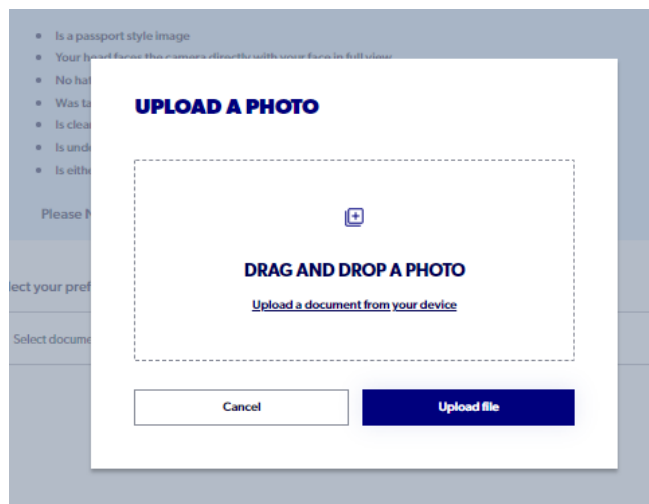 Is a passport style image
Your head faces the camera directly with your face in full view
No hat
Was ta
Is clear
Is unde
Is eithe
Please N
lect your pref
Select docume
UPLOAD A PHOTO
DRAG AND DROP A PHOTO
Upload a document from your device
Cancel
Upload file